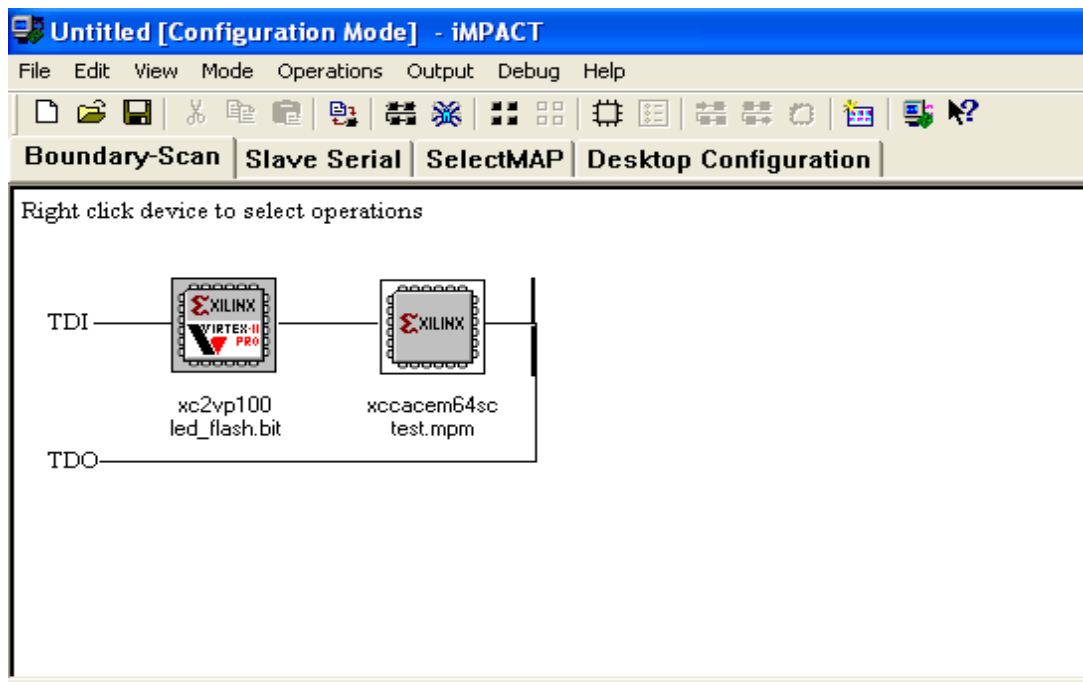 Untitled [Configuration Mode] - iMPACT
File Edit View Mode Operations Output Debug Help
Boundary-Scan Slave Serial SelectMAP Desktop Configuration
Right click device to select operations
TDI
XILINX
VIRTEX-II
PRO
XILINX
xc2vp100
led_flash.bit
xccacem64sc
test.mpm
TDO